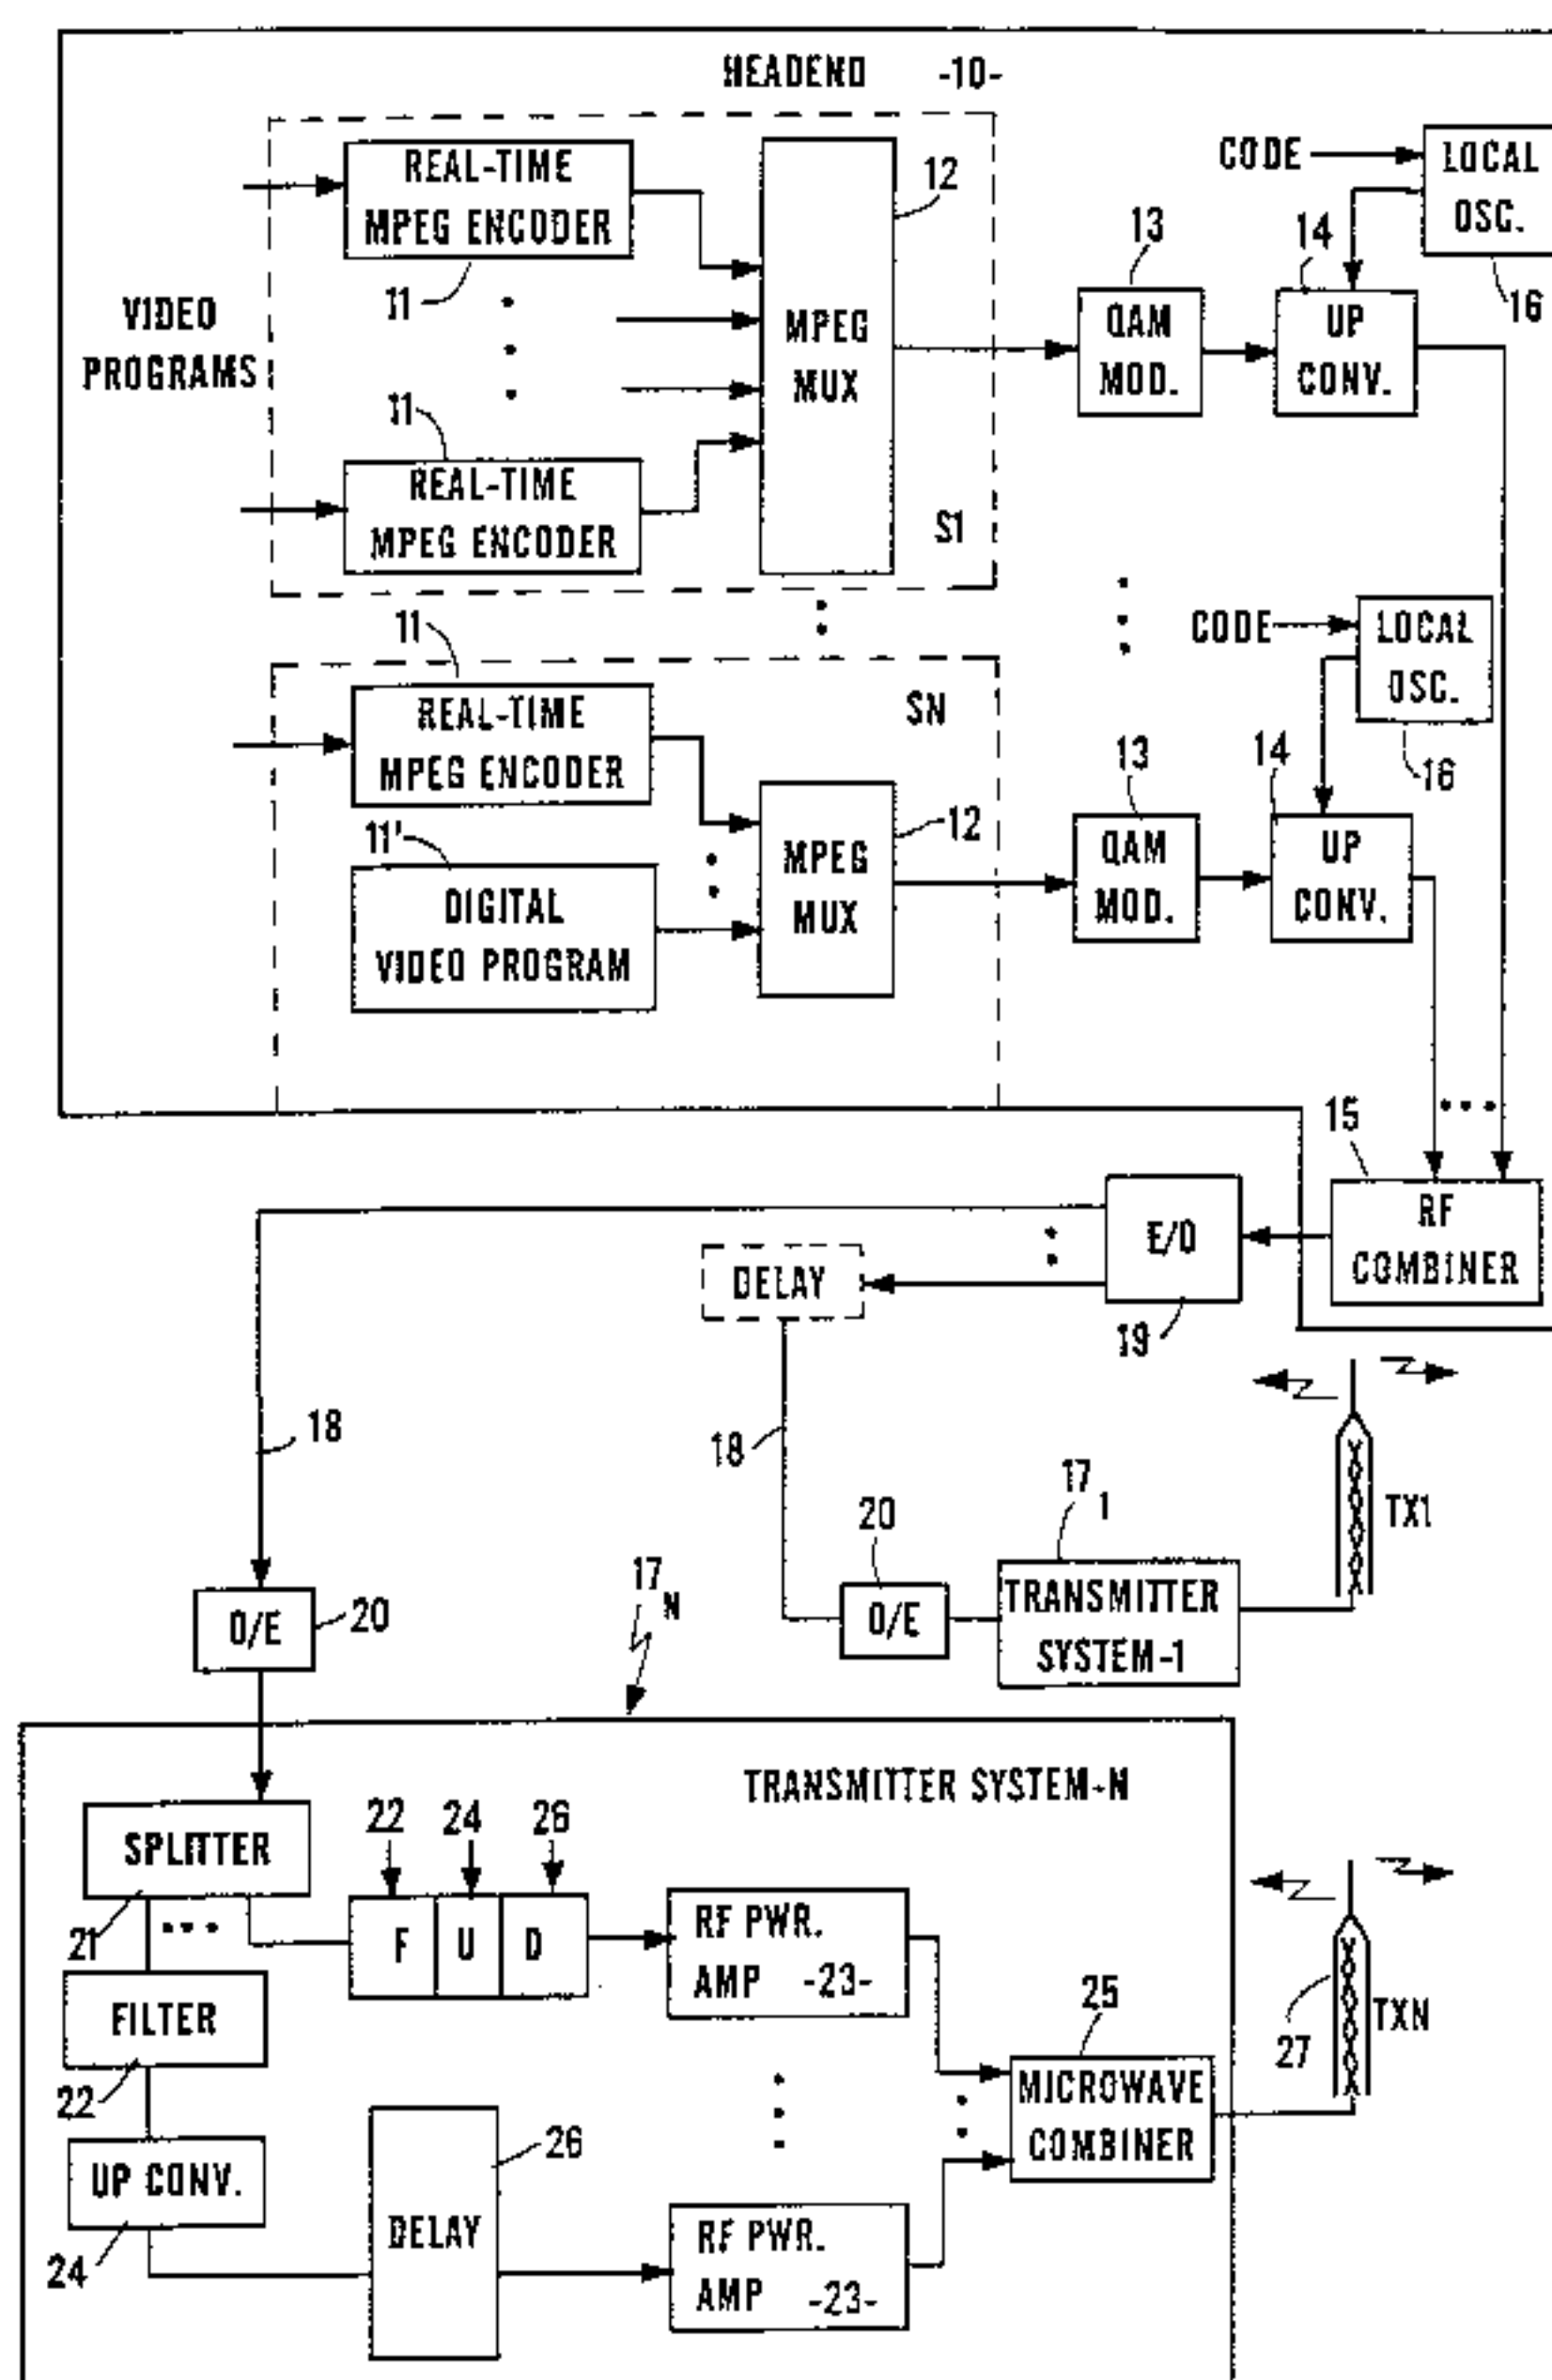 HEADEND -10-
REAL-TIME
MPEG ENCODER
11
VIDEO
PROGRAMS
11
REAL-TIME
MPEG ENCODER
MPEG
MUX
12
S1
13
QAM
MOD.
14
UP
CONV.
CODE
LOCAL
OSC.
16
11
REAL-TIME
MPEG ENCODER
11'
DIGITAL
VIDEO PROGRAM
SN
MPEG
MUX
12
13
QAM
MOD.
14
UP
CONV.
CODE
LOCAL
OSC.
16
15
RF
COMBINER
E/O
19
DELAY
18
18
20
O/E
17 1
TRANSMITTER
SYSTEM-1
TX1
O/E
20
17 N
TRANSMITTER SYSTEM-N
SPLITTER
21
22
24
26
F U D
RF PWR.
AMP -23-
FILTER
22
UP CONV.
24
26
DELAY
RF PWR.
AMP -23-
25
MICROWAVE
COMBINER
27
TXN